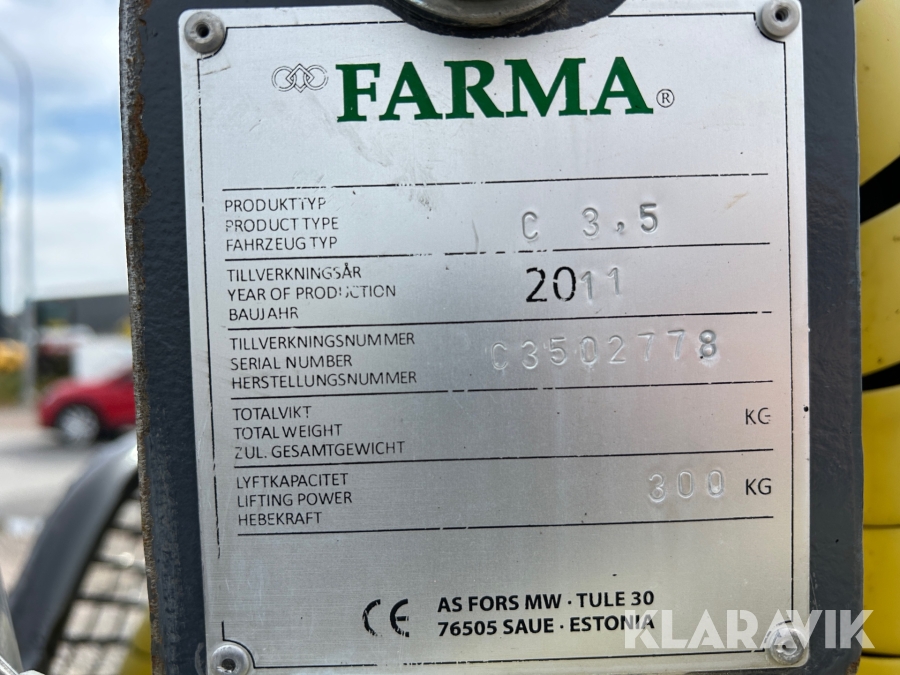 FARMA®
PRODUKTTYP
PRODUCT TYPE C 3,5
FAHRZEUG TYP
TILLVERKNINGSÅR
YEAR OF PRODUCTION 2011
BAUJAHR
TILLVERKNINGSNUMMER
SERIAL NUMBER C3502778
HERSTELLUNGSNUMMER
TOTALVIKT KG
TOTAL WEIGHT
ZUL. GESAMTGEWICHT
LYFTKAPACITET
LIFTING POWER 300 KG
HEBEKRAFT
CE AS FORS MW · TULE 30
76505 SAUE · ESTONIA
KLARAVIK